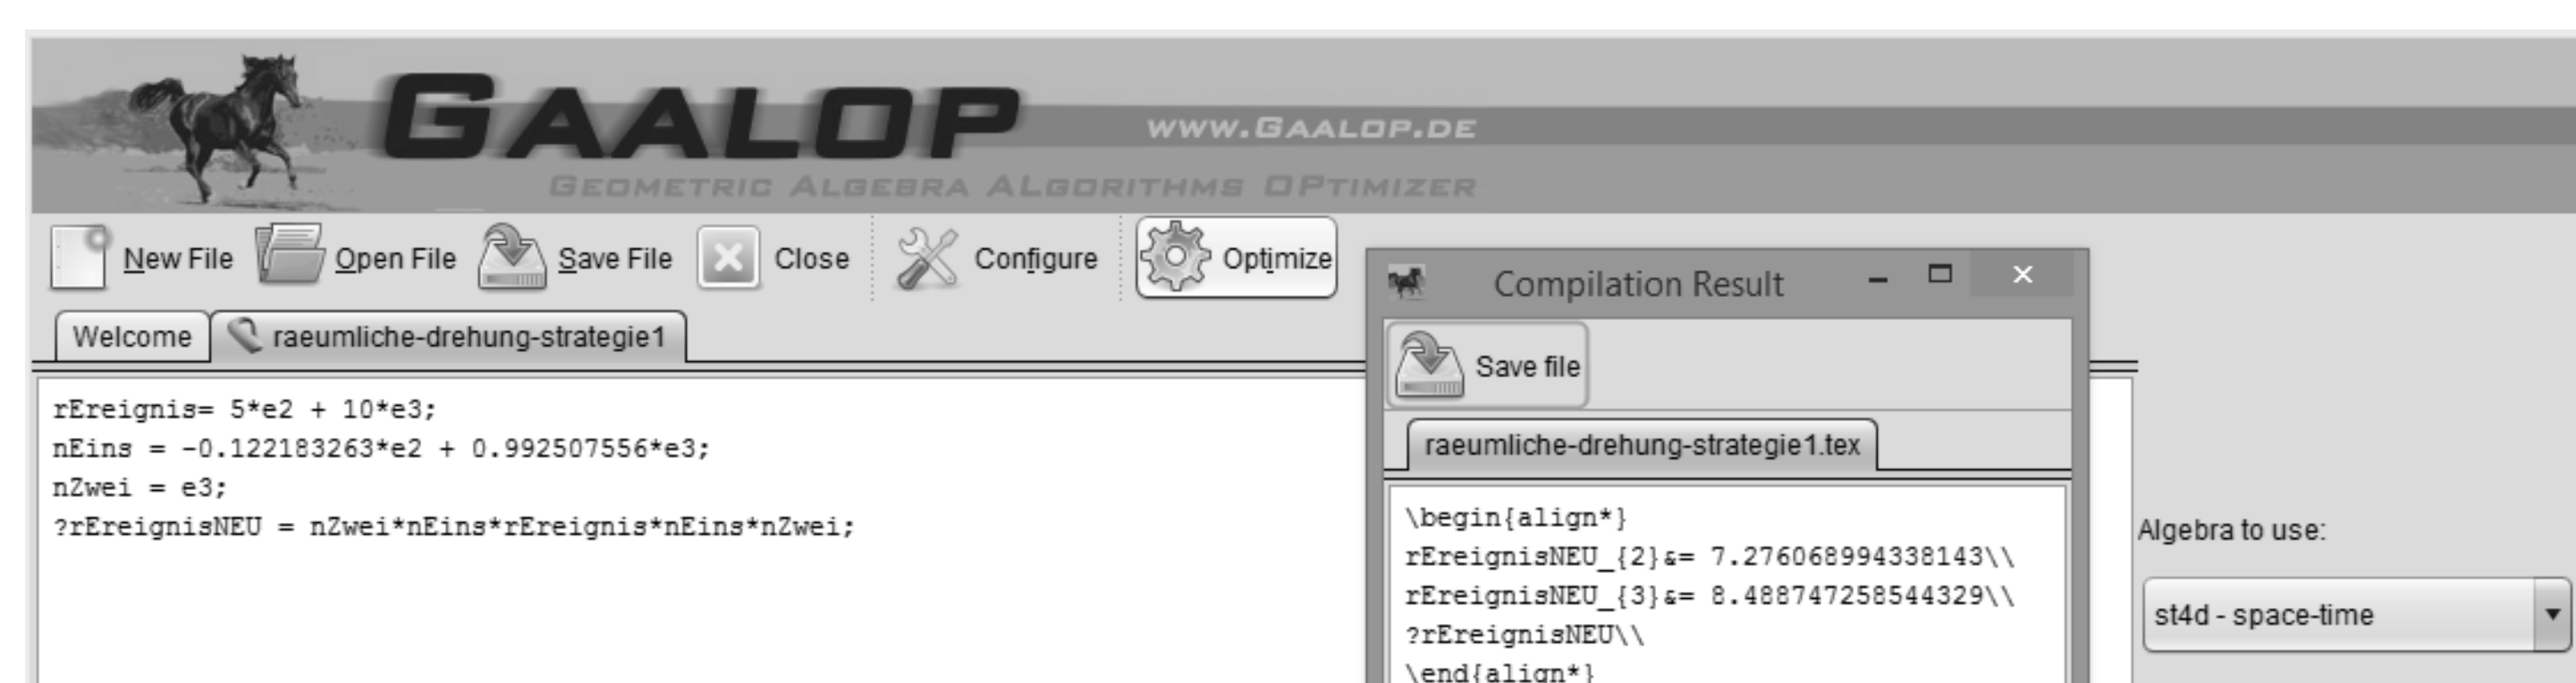 GAALOP
WWW.GAALOP.DE
GEOMETRIC ALGEBRA ALGORITHMS OPTIMIZER
New File Open File Save File Close Configure Optimize
Compilation Result
Welcome raeumliche-drehung-strategie1
Save file
rEreignis= 5*e2 + 10*e3;
nEins = -0.122183263*e2 + 0.992507556*e3;
nZwei = e3;
?rEreignisNEU = nZwei*nEins*rEreignis*nEins*nZwei;
raeumliche-drehung-strategie1.tex
\begin{align*}
rEreignisNEU_{2}&= 7.276068994338143\\
rEreignisNEU_{3}&= 8.488747258544329\\
?rEreignisNEU\\
\end{align*}
Algebra to use:
st4d - space-time